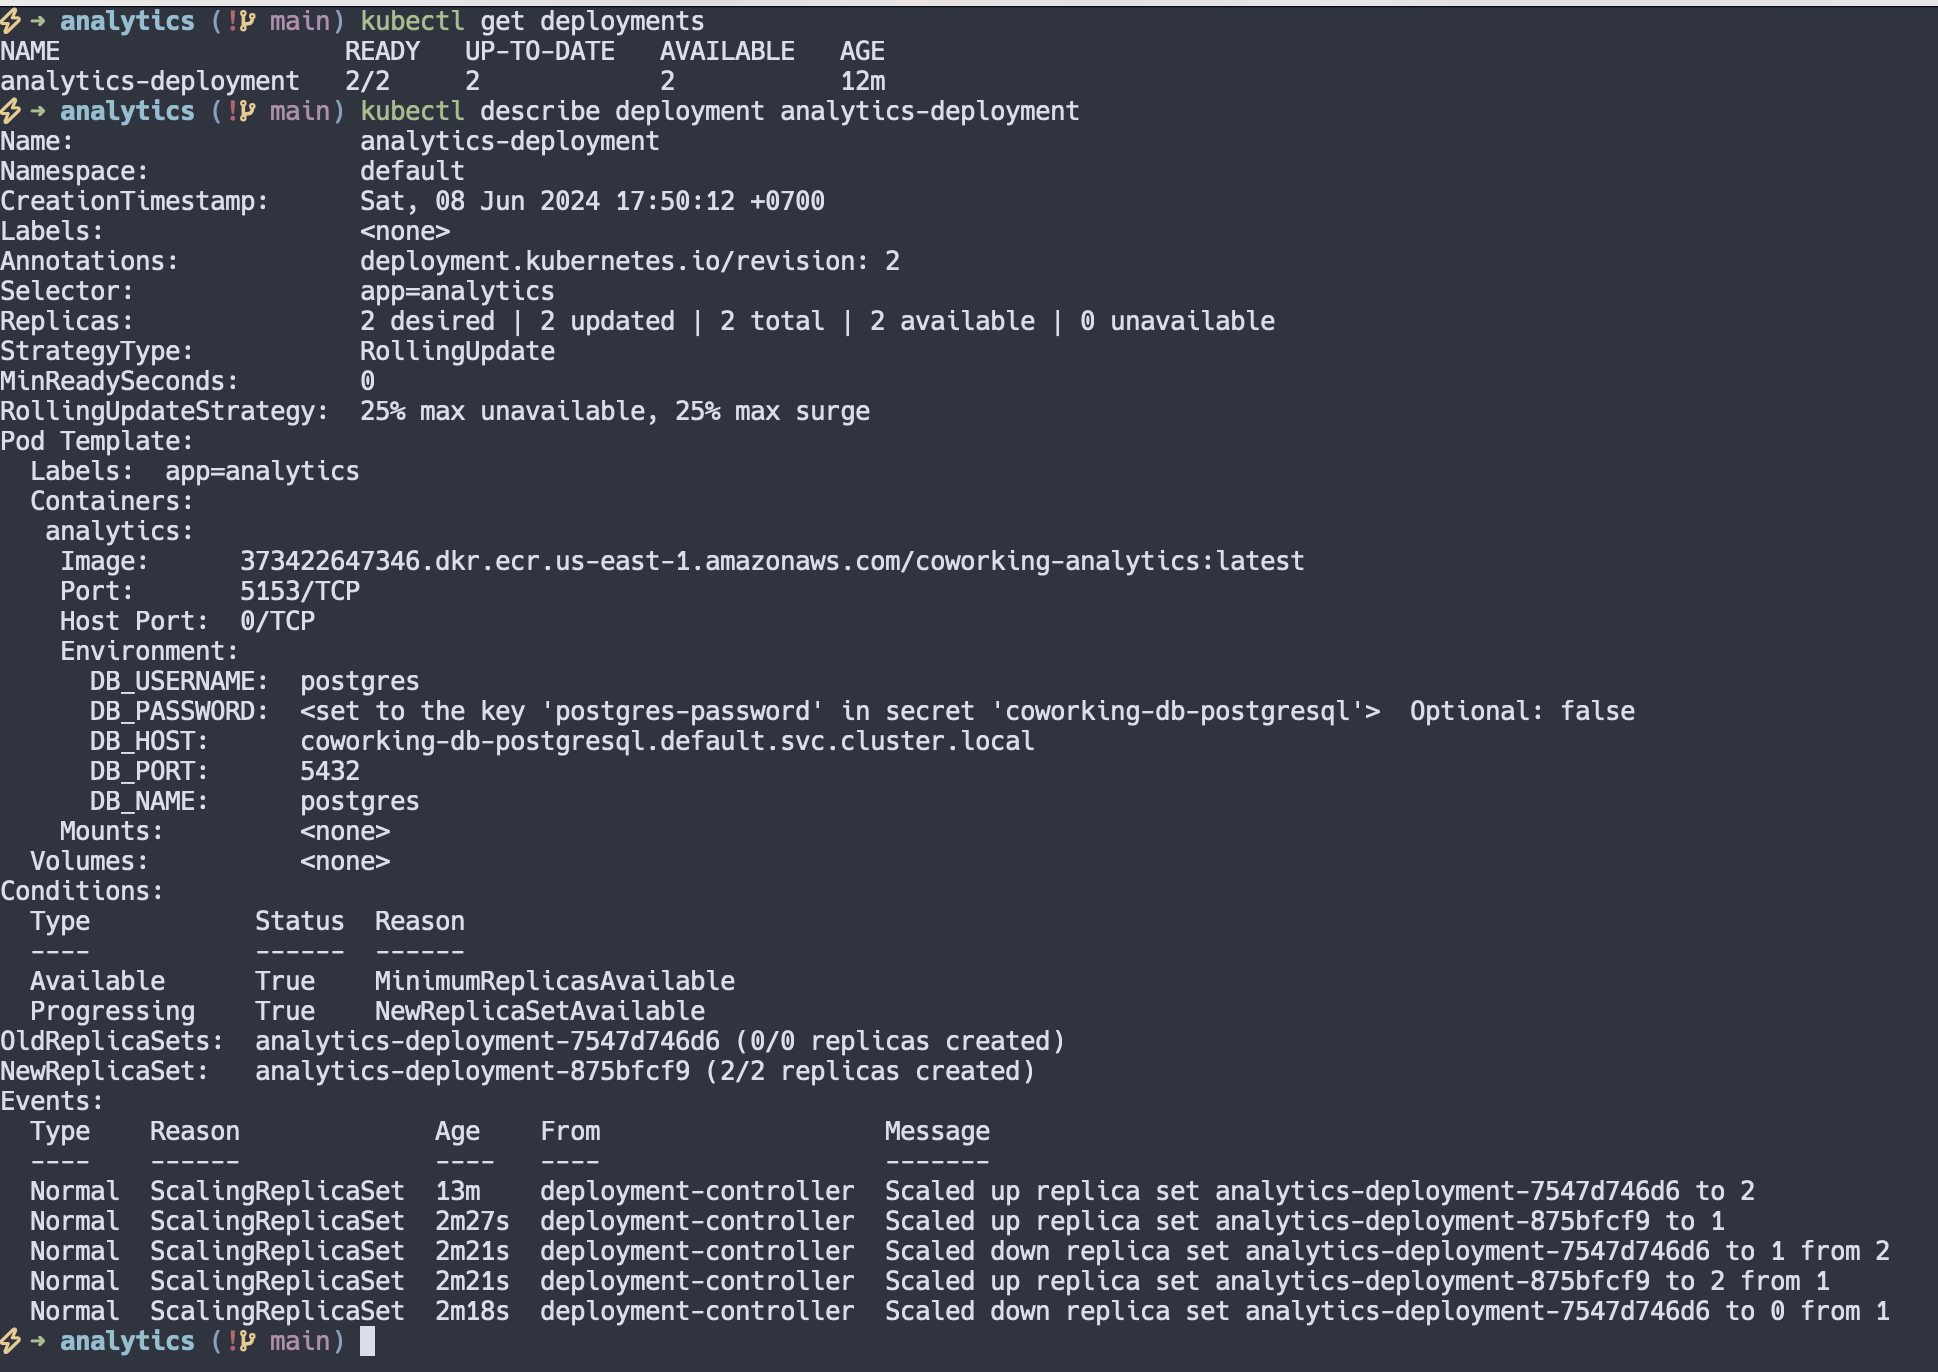 ⚡ → analytics (! main) kubectl get deployments
NAME                   READY   UP-TO-DATE   AVAILABLE   AGE
analytics-deployment   2/2     2            2           12m
⚡ → analytics (! main) kubectl describe deployment analytics-deployment
Name:                   analytics-deployment
Namespace:              default
CreationTimestamp:      Sat, 08 Jun 2024 17:50:12 +0700
Labels:                 <none>
Annotations:            deployment.kubernetes.io/revision: 2
Selector:               app=analytics
Replicas:               2 desired | 2 updated | 2 total | 2 available | 0 unavailable
StrategyType:           RollingUpdate
MinReadySeconds:        0
RollingUpdateStrategy:  25% max unavailable, 25% max surge
Pod Template:
  Labels:  app=analytics
  Containers:
   analytics:
    Image:      373422647346.dkr.ecr.us-east-1.amazonaws.com/coworking-analytics:latest
    Port:       5153/TCP
    Host Port:  0/TCP
    Environment:
      DB_USERNAME:  postgres
      DB_PASSWORD:  <set to the key 'postgres-password' in secret 'coworking-db-postgresql'>  Optional: false
      DB_HOST:      coworking-db-postgresql.default.svc.cluster.local
      DB_PORT:      5432
      DB_NAME:      postgres
    Mounts:         <none>
  Volumes:          <none>
Conditions:
  Type           Status  Reason
  ----           ------  ------
  Available      True    MinimumReplicasAvailable
  Progressing    True    NewReplicaSetAvailable
OldReplicaSets:  analytics-deployment-7547d746d6 (0/0 replicas created)
NewReplicaSet:   analytics-deployment-875bfcf9 (2/2 replicas created)
Events:
  Type    Reason             Age    From                   Message
  ----    ------             ----   ----                   -------
  Normal  ScalingReplicaSet  13m    deployment-controller  Scaled up replica set analytics-deployment-7547d746d6 to 2
  Normal  ScalingReplicaSet  2m27s  deployment-controller  Scaled up replica set analytics-deployment-875bfcf9 to 1
  Normal  ScalingReplicaSet  2m21s  deployment-controller  Scaled down replica set analytics-deployment-7547d746d6 to 1 from 2
  Normal  ScalingReplicaSet  2m21s  deployment-controller  Scaled up replica set analytics-deployment-875bfcf9 to 2 from 1
  Normal  ScalingReplicaSet  2m18s  deployment-controller  Scaled down replica set analytics-deployment-7547d746d6 to 0 from 1
⚡ → analytics (! main)